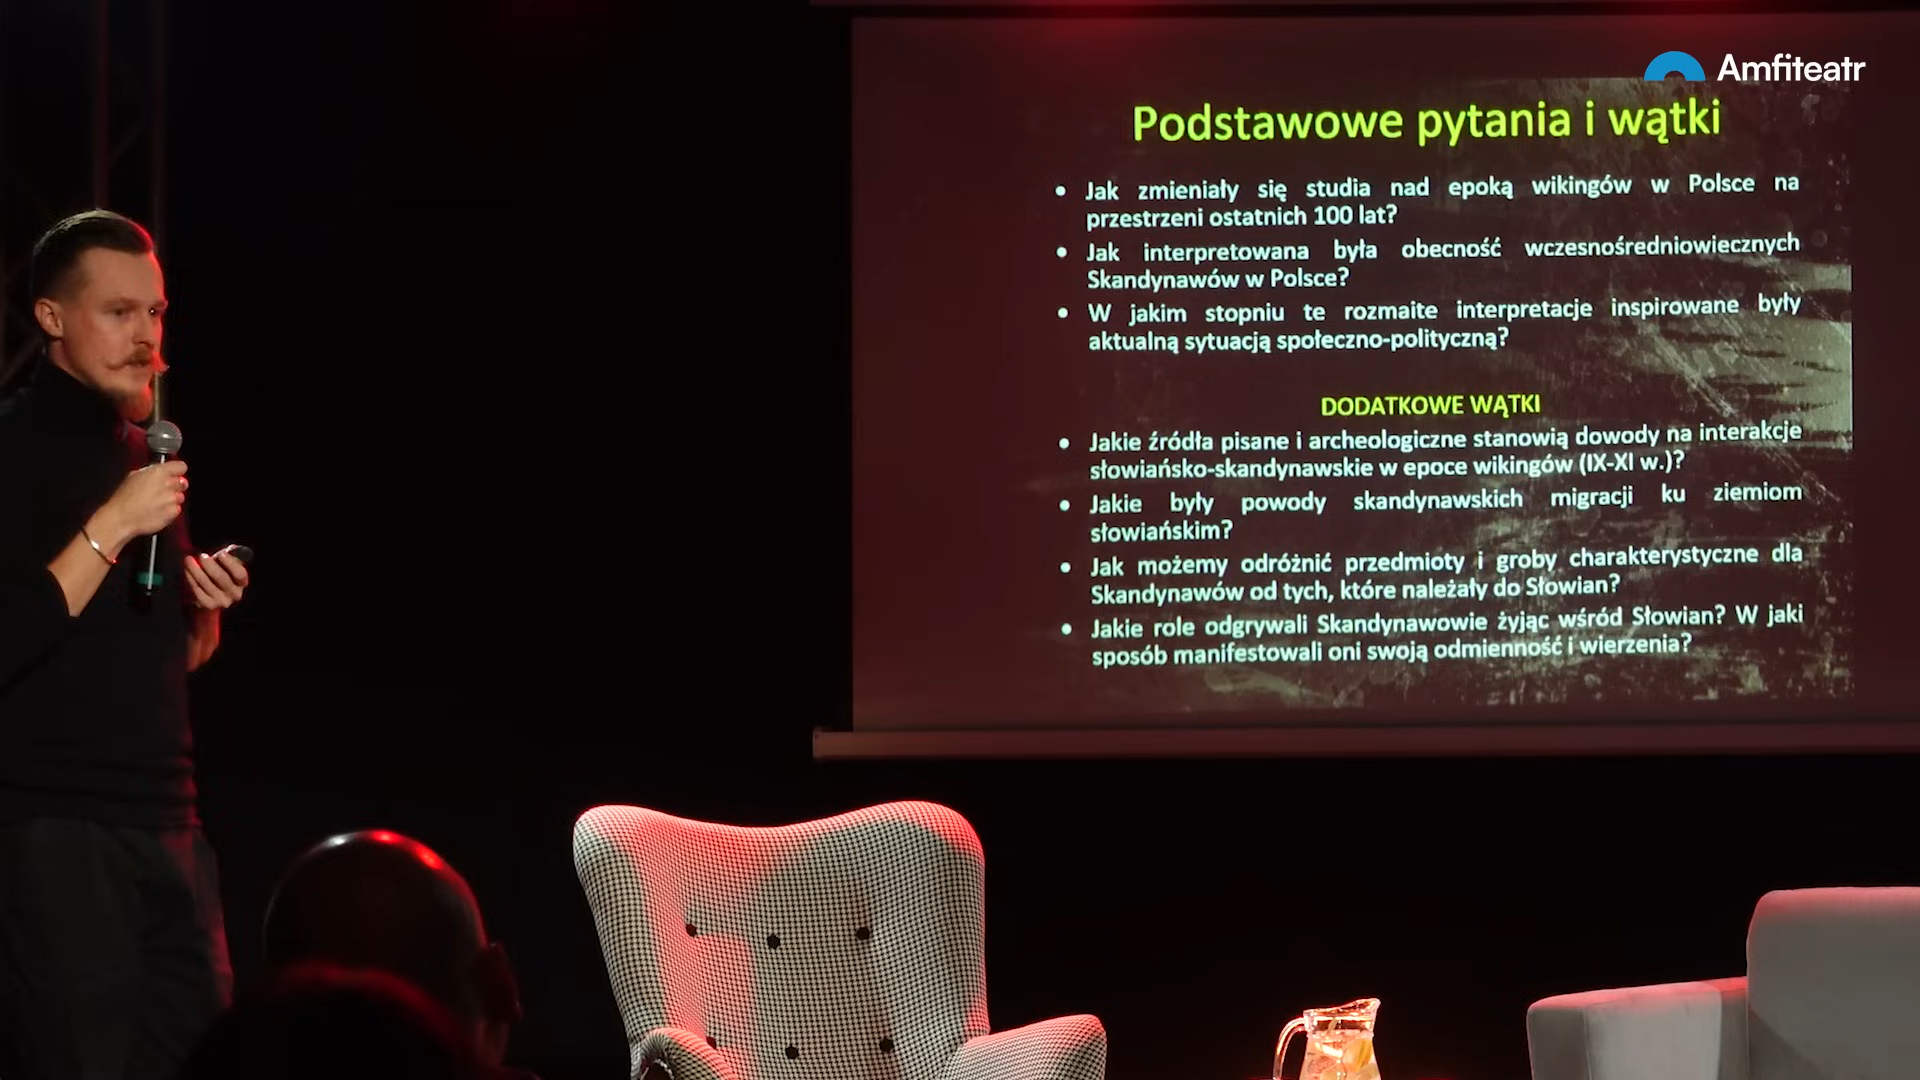 Amfiteatr
Podstawowe pytania i wątki
• Jak zmieniały się studia nad epoką wikingów w Polsce na
przestrzeni ostatnich 100 lat?
• Jak interpretowana była obecność wczesnośredniowiecznych
Skandynawów w Polsce?
• W jakim stopniu te rozmaite interpretacje inspirowane były
aktualną sytuacją społeczno-polityczną?
DODATKOWE WĄTKI
• Jakie źródła pisane i archeologiczne stanowią dowody na interakcje
słowiańsko-skandynawskie w epoce wikingów (IX-XI w.)?
• Jakie były powody skandynawskich migracji ku ziemiom
słowiańskim?
• Jak możemy odróżnić przedmioty i groby charakterystyczne dla
Skandynawów od tych, które należały do Słowian?
• Jakie role odgrywali Skandynawowie żyjąc wśród Słowian? W jaki
sposób manifestowali oni swoją odmienność i wierzenia?